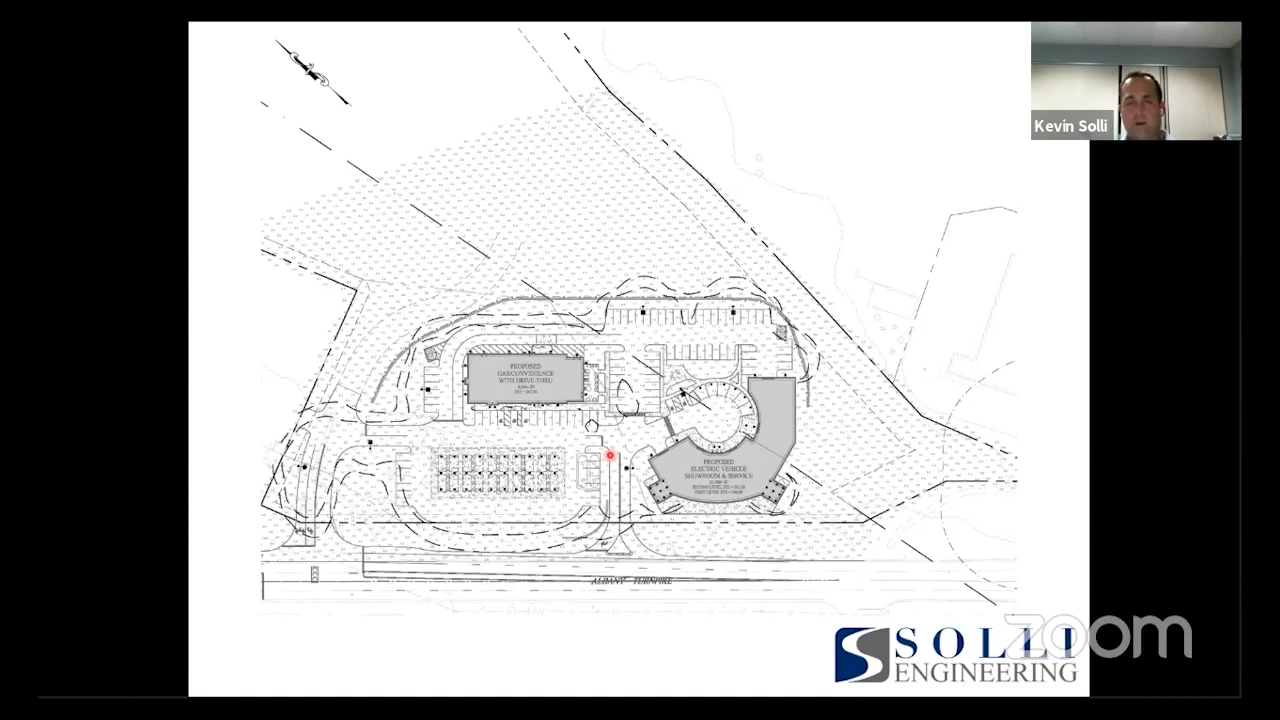 Kevin Solli
PROPOSED
GAS/CONVENIENCE
WITH DRIVE-THRU
PROPOSED
ELECTRIC VEHICLE
SHOWROOM & SERVICE
ALBANY TURNPIKE
SOLLI
ENGINEERING
zoom